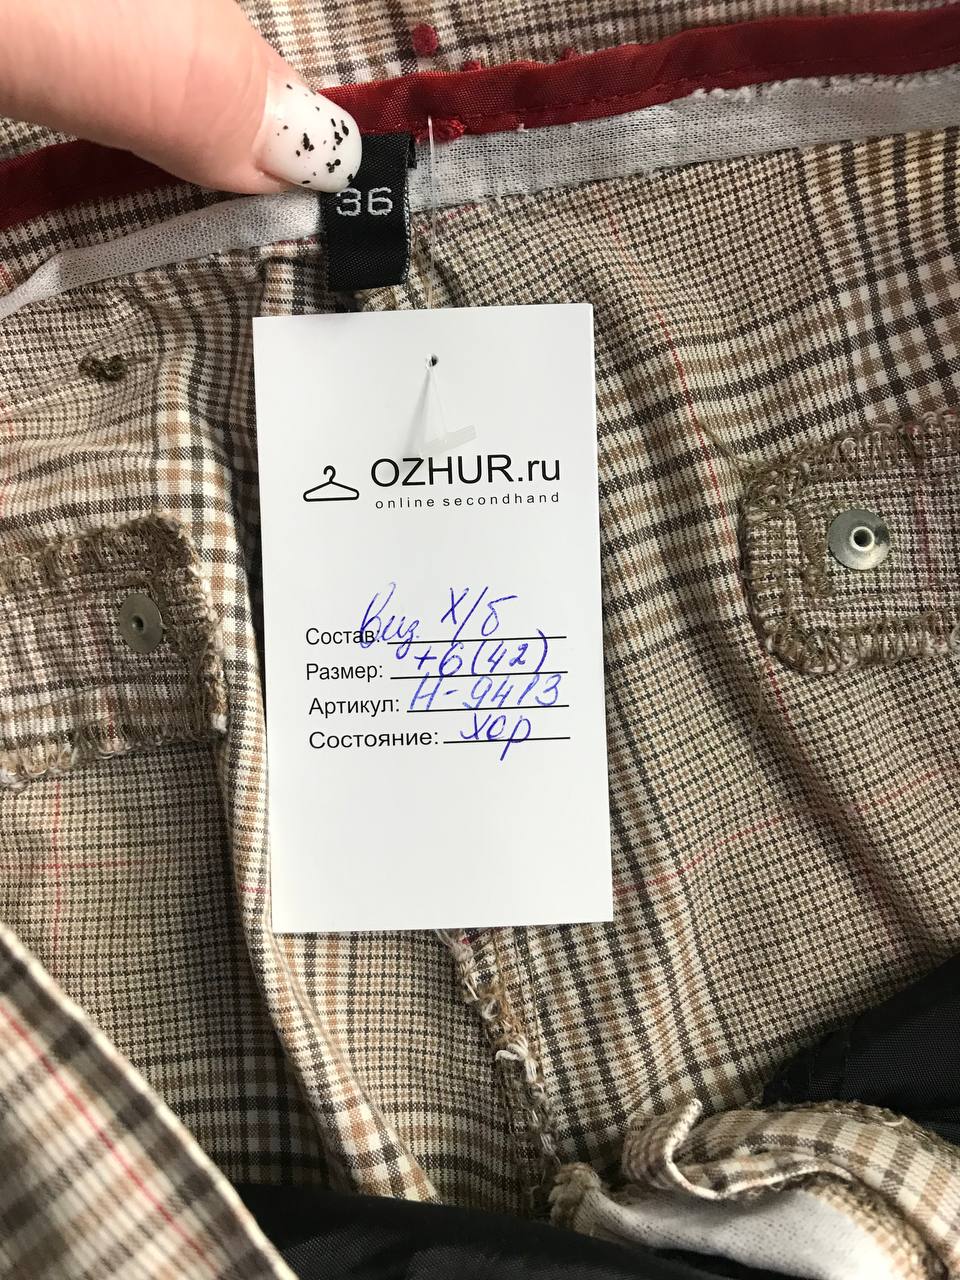 36
OZHUR.ru
online secondhand
Состав: виз. х/б
Размер: +6(42)
Артикул: Н-9413
Состояние: хор